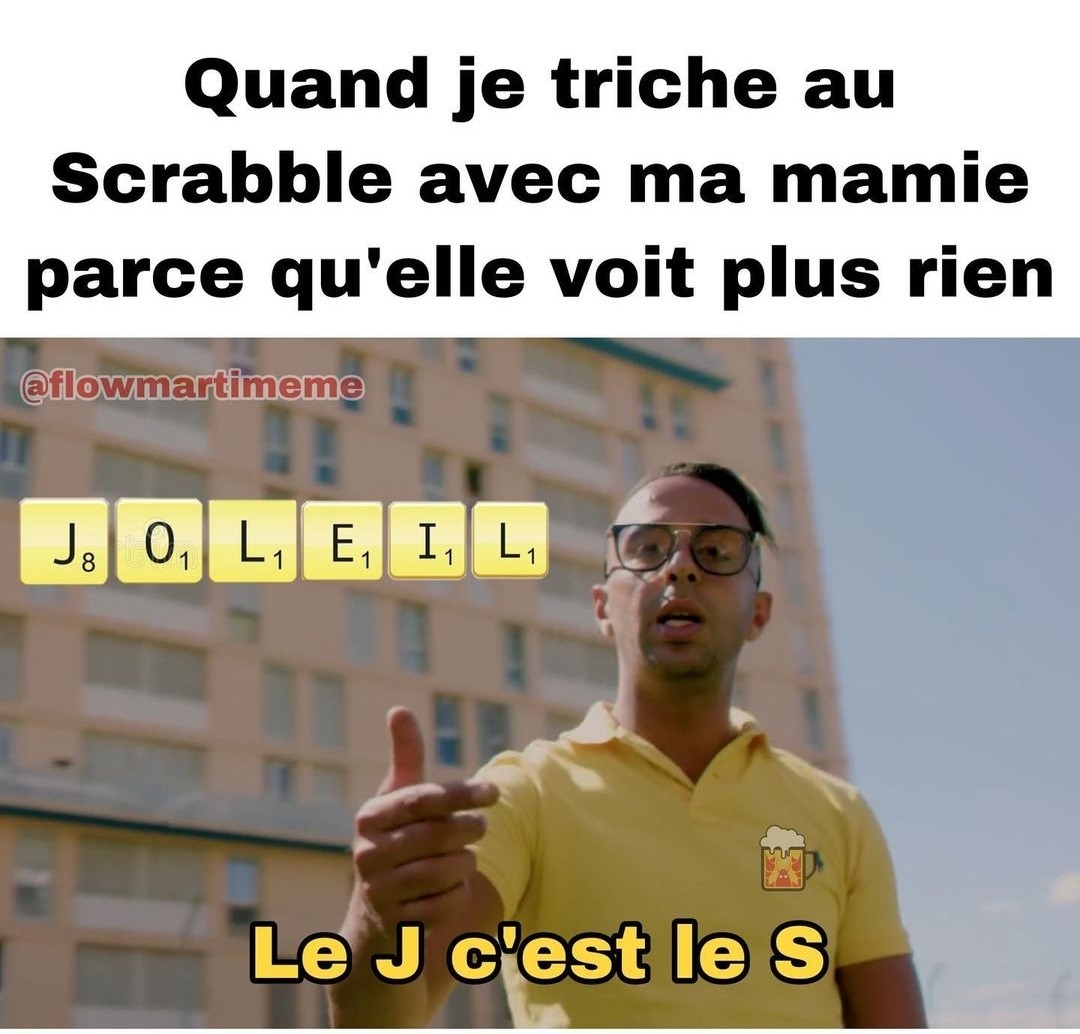 Quand je triche au
Scrabble avec ma mamie
parce qu'elle voit plus rien
@flowmartimeme
J8 O1 L1 E1 I1 L1
Le J c'est le S